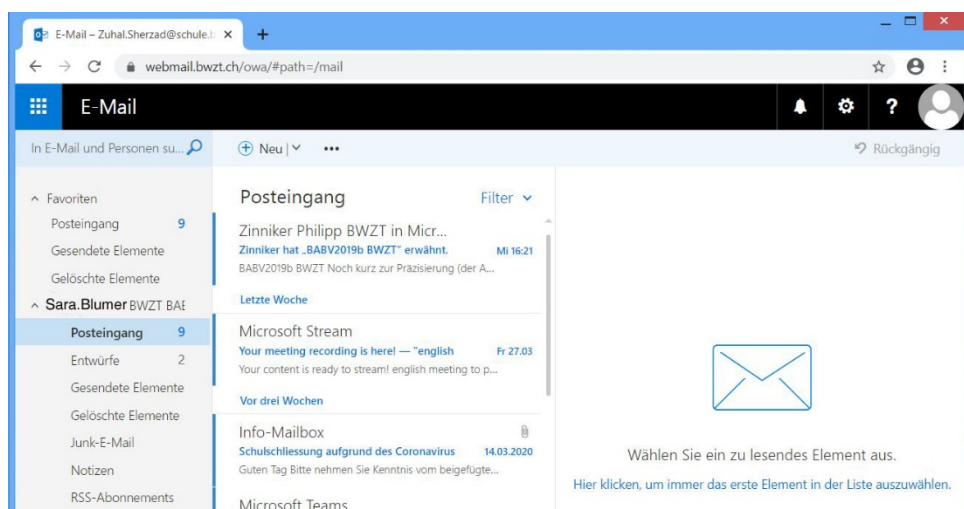 E-Mail – Zuhal.Sherzad@schule.b
webmail.bwzt.ch/owa/#path=/mail
E-Mail
In E-Mail und Personen su...
Neu
Rückgängig
Favoriten
Posteingang 9
Gesendete Elemente
Gelöschte Elemente
Sara.Blumer BWZT BAE
Posteingang 9
Entwürfe 2
Gesendete Elemente
Gelöschte Elemente
Junk-E-Mail
Notizen
RSS-Abonnements
Posteingang Filter
Zinniker Philipp BWZT in Micr...
Zinniker hat „BABV2019b BWZT“ erwähnt. Mi 16:21
BABV2019b BWZT Noch kurz zur Präzisierung (der A...
Letzte Woche
Microsoft Stream
Your meeting recording is here! — "english Fr 27.03
Your content is ready to stream! english meeting to p...
Vor drei Wochen
Info-Mailbox
Schulschliessung aufgrund des Coronavirus 14.03.2020
Guten Tag Bitte nehmen Sie Kenntnis vom beigefügte...
Microsoft Teams
Wählen Sie ein zu lesendes Element aus.
Hier klicken, um immer das erste Element in der Liste auszuwählen.